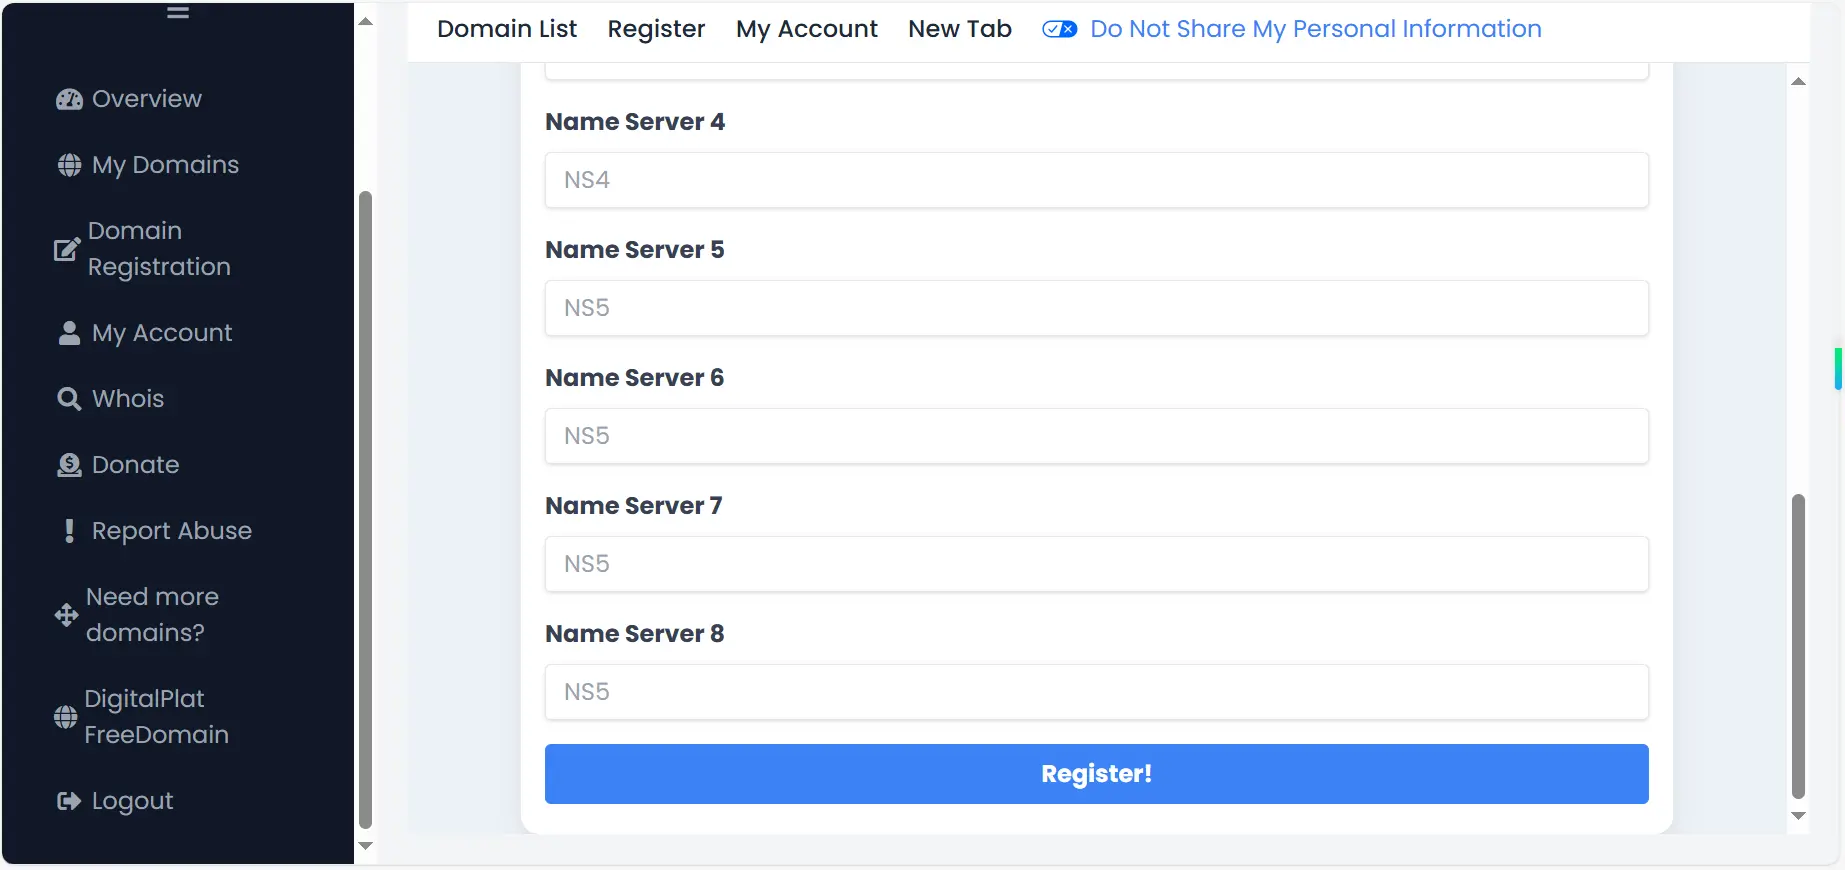 Domain List
Register
My Account
New Tab
Do Not Share My Personal Information
Overview
My Domains
Domain
Registration
My Account
Whois
Donate
Report Abuse
Need more
domains?
DigitalPlat
FreeDomain
Logout
Name Server 4
NS4
Name Server 5
NS5
Name Server 6
NS5
Name Server 7
NS5
Name Server 8
NS5
Register!